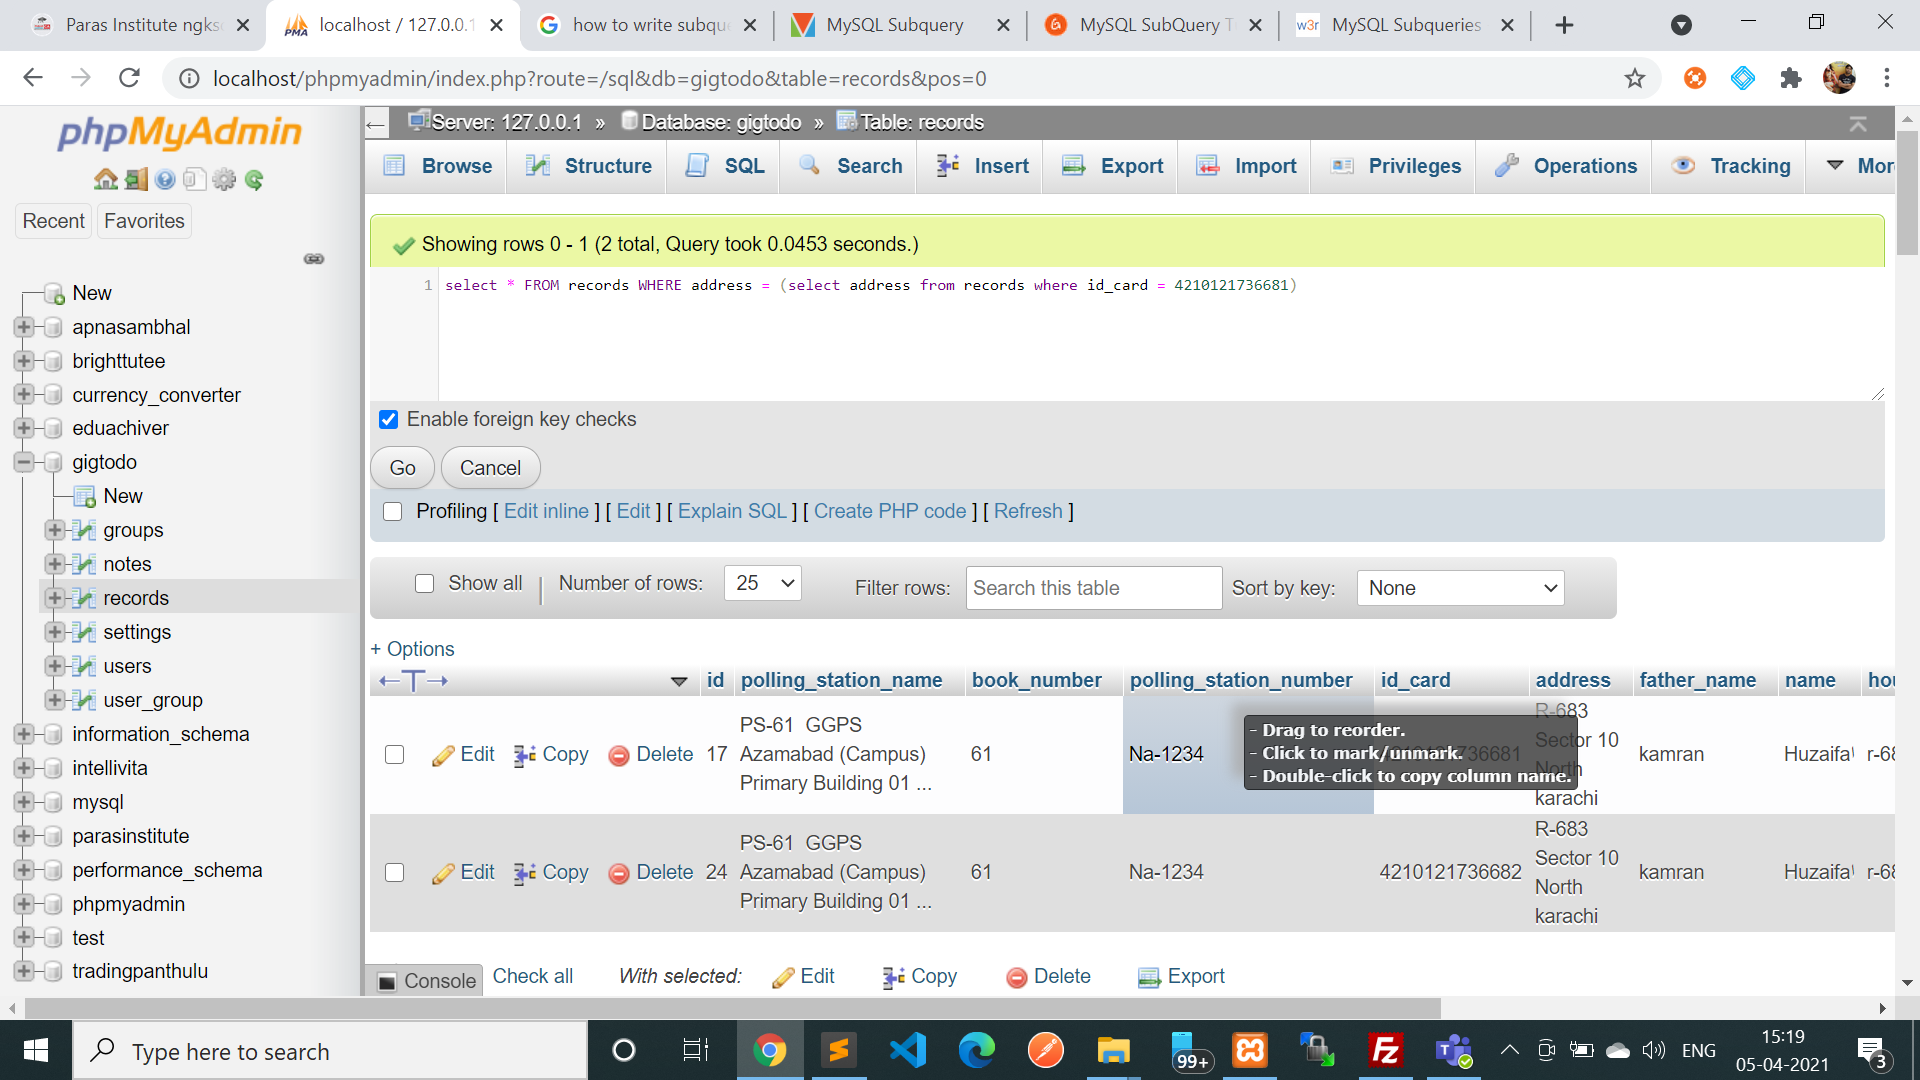 Paras Institute ngks
localhost / 127.0.0.1
how to write subqu
MySQL Subquery
MySQL SubQuery T
w3r MySQL Subqueries
localhost/phpmyadmin/index.php?route=/sql&db=gigtodo&table=records&pos=0
phpMyAdmin
Recent Favorites
New
apnasambhal
brighttutee
currency_converter
eduachiver
gigtodo
New
groups
notes
records
settings
users
user_group
information_schema
intellivita
mysql
parasinstitute
performance_schema
phpmyadmin
test
tradingpanthulu
Server: 127.0.0.1 » Database: gigtodo » Table: records
Browse Structure SQL Search Insert Export Import Privileges Operations Tracking Mor
Showing rows 0 - 1 (2 total, Query took 0.0453 seconds.)
1 select * FROM records WHERE address = (select address from records where id_card = 4210121736681)
Enable foreign key checks
Go Cancel
Profiling [ Edit inline ] [ Edit ] [ Explain SQL ] [ Create PHP code ] [ Refresh ]
Show all Number of rows: 25 Filter rows: Search this table Sort by key: None
+ Options
id polling_station_name book_number polling_station_number id_card address father_name name hou
Edit Copy Delete 17 PS-61 GGPS Azamabad (Campus) Primary Building 01 ... 61 Na-1234 4210121736681 R-683 Sector 10 North karachi kamran Huzaifa r-68
- Drag to reorder.
- Click to mark/unmark.
- Double-click to copy column name.
Edit Copy Delete 24 PS-61 GGPS Azamabad (Campus) Primary Building 01 ... 61 Na-1234 4210121736682 R-683 Sector 10 North karachi kamran Huzaifa r-68
Console Check all With selected: Edit Copy Delete Export
Type here to search
99+
ENG
15:19
05-04-2021
3